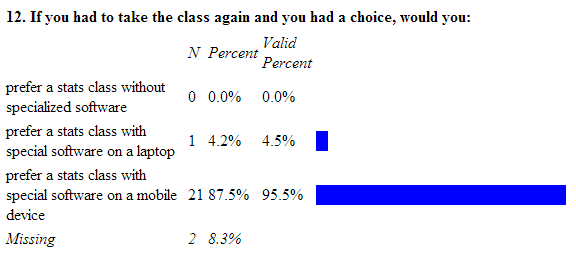 12. If you had to take the class again and you had a choice, would you:
N Percent Valid Percent
prefer a stats class without
specialized software 0 0.0% 0.0%
prefer a stats class with
special software on a laptop 1 4.2% 4.5%
prefer a stats class with
special software on a mobile 21 87.5% 95.5%
device
Missing 2 8.3%